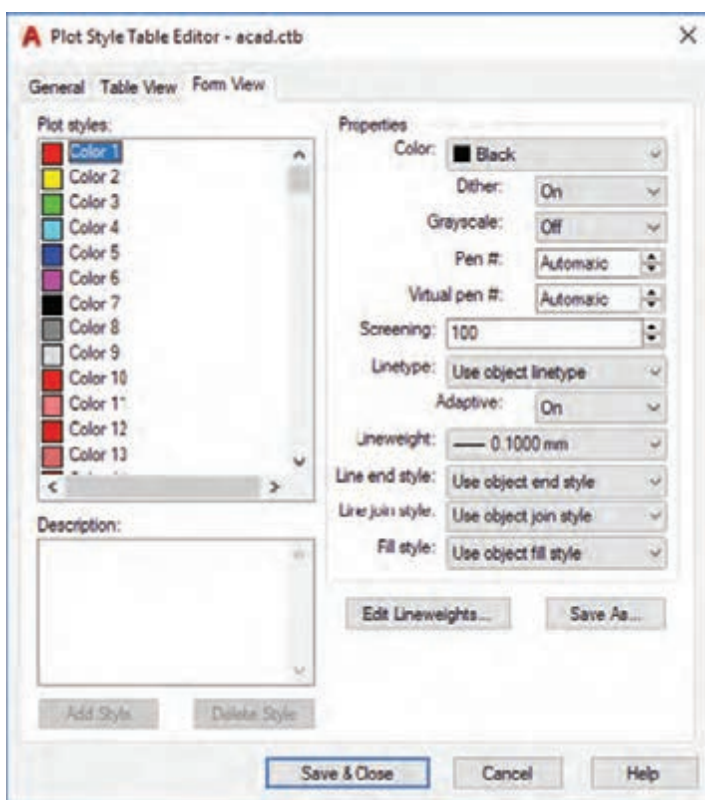 Plot Style Table Editor - acad.ctb
General Table View Form View
Plot styles:
Color 1
Color 2
Color 3
Color 4
Color 5
Color 6
Color 7
Color 8
Color 9
Color 10
Color 11
Color 12
Color 13
Description:
Add Style Delete Style
Properties
Color: Black
Dither: On
Grayscale: Off
Pen #: Automatic
Virtual pen #: Automatic
Screening: 100
Linetype: Use object linetype
Adaptive: On
Lineweight: 0.1000 mm
Line end style: Use object end style
Line join style: Use object join style
Fill style: Use object fill style
Edit Lineweights... Save As...
Save & Close Cancel Help